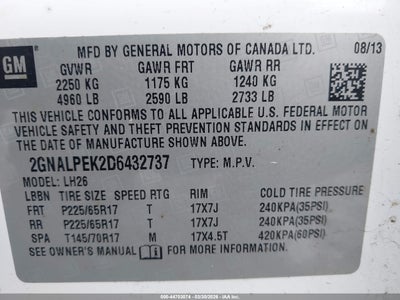 GM
MFD BY GENERAL MOTORS OF CANADA LTD. 08/13
GVWR GAWR FRT GAWR RR
2250 KG 1175 KG 1240 KG
4960 LB 2590 LB 2733 LB
THIS VEHICLE CONFORMS TO ALL APPLICABLE U.S. FEDERAL MOTOR
VEHICLE SAFETY, BUMPER, AND THEFT PREVENTION
STANDARDS IN EFFECT ON THE
DATE OF MANUFACTURE SHOWN ABOVE.
2GNALPEK2D6432737 TYPE: M.P.V.
MODEL: LH26
LBBN TIRE SIZE SPEED RTG RIM COLD TIRE PRESSURE
FRT P225/65R17 T 17X7J 240KPA(35PSI)
RR P225/65R17 T 17X7J 240KPA(35PSI)
SPA T145/70R17 M 17X4.5T 420KPA(60PSI)
SEE OWNER'S MANUAL FOR ADDITIONAL INFORMATION.